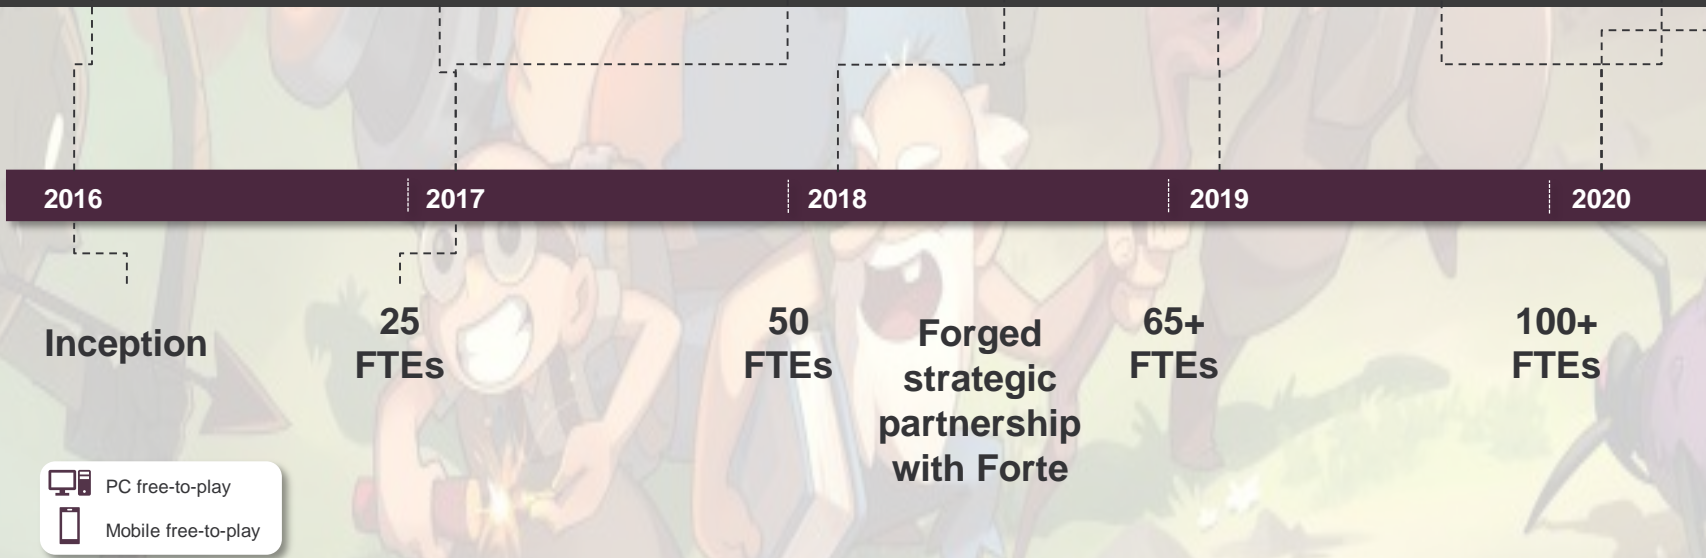 2016
2017
2018
2019
2020
Inception
25
FTEs
50
FTEs
Forged
strategic
partnership
with Forte
65+
FTEs
100+
FTEs
PC free-to-play
Mobile free-to-play